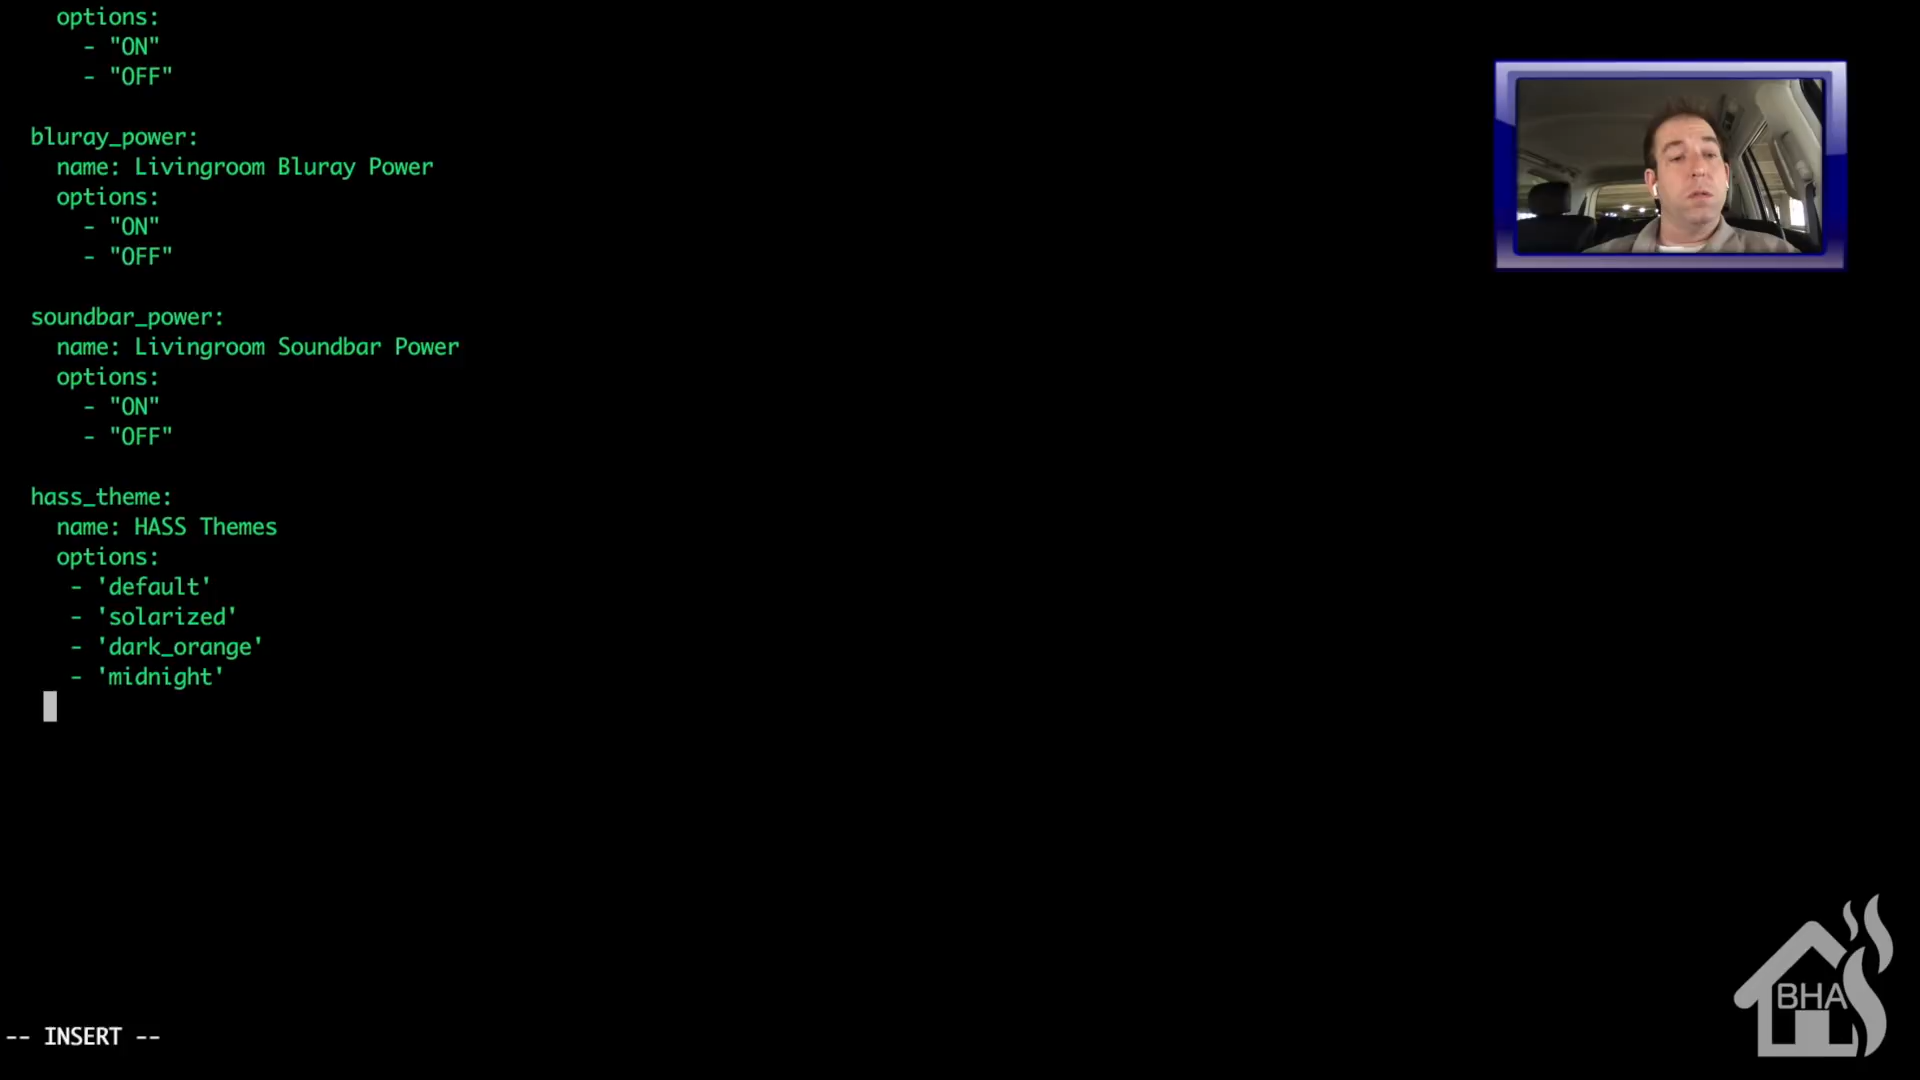 options:
- "ON"
- "OFF"
bluray_power:
name: Livingroom Bluray Power
options:
- "ON"
- "OFF"
soundbar_power:
name: Livingroom Soundbar Power
options:
- "ON"
- "OFF"
hass_theme:
name: HASS Themes
options:
- 'default'
- 'solarized'
- 'dark_orange'
- 'midnight'
BHA
-- INSERT --